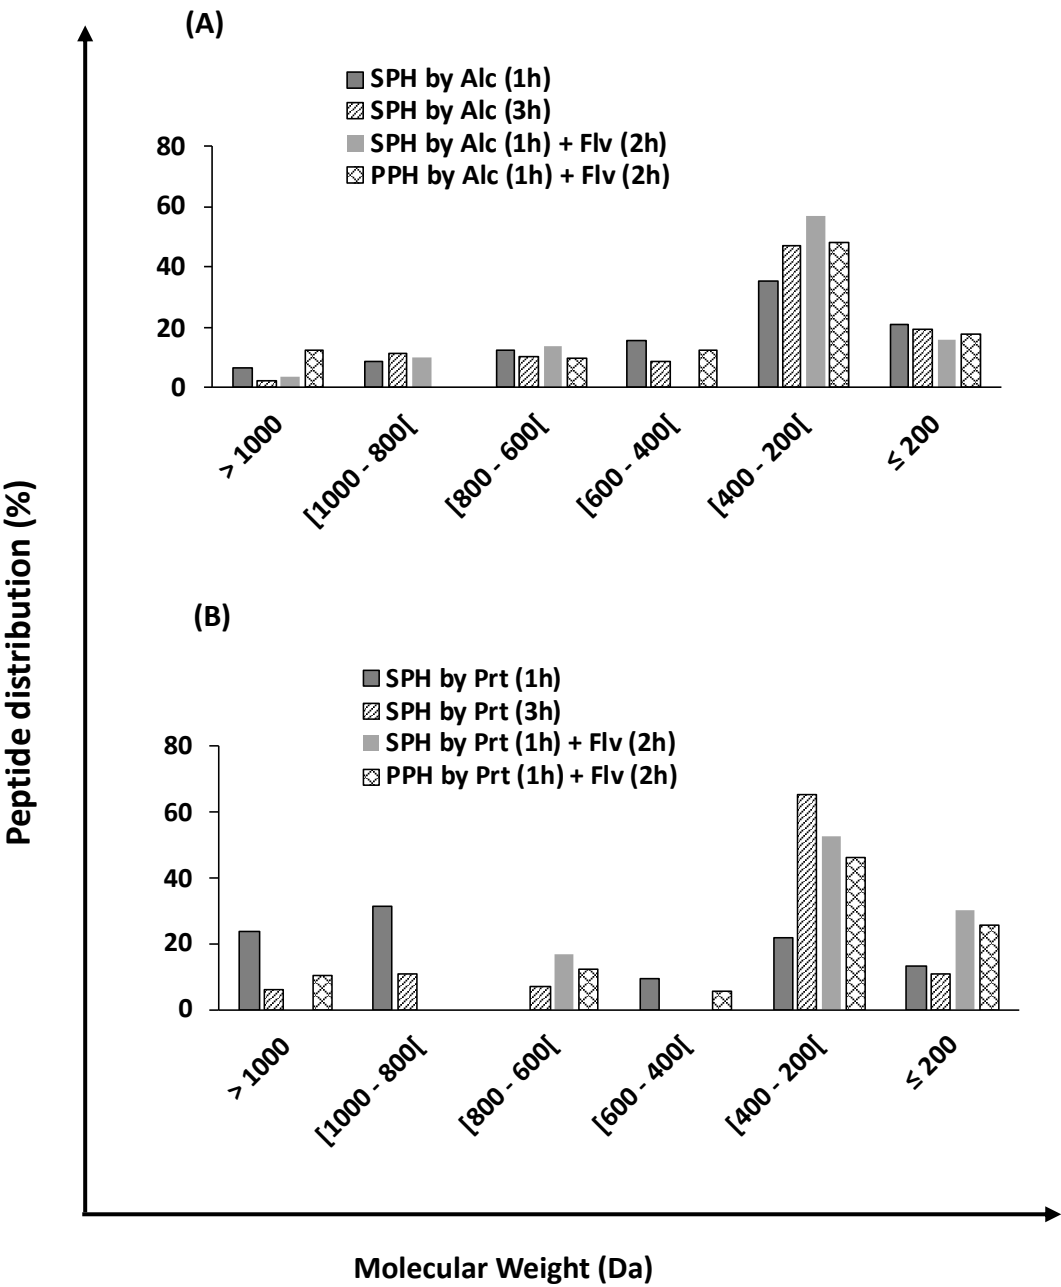 (A)
SPH by Alc (1h)
SPH by Alc (3h)
SPH by Alc (1h) + Flv (2h)
PPH by Alc (1h) + Flv (2h)
80
60
40
20
0
> 1000
[1000 - 800[
[800 - 600[
[600 - 400[
[400 - 200[
≤ 200
Peptide distribution (%)
(B)
SPH by Prt (1h)
SPH by Prt (3h)
SPH by Prt (1h) + Flv (2h)
PPH by Prt (1h) + Flv (2h)
80
60
40
20
0
> 1000
[1000 - 800[
[800 - 600[
[600 - 400[
[400 - 200[
≤ 200
Molecular Weight (Da)